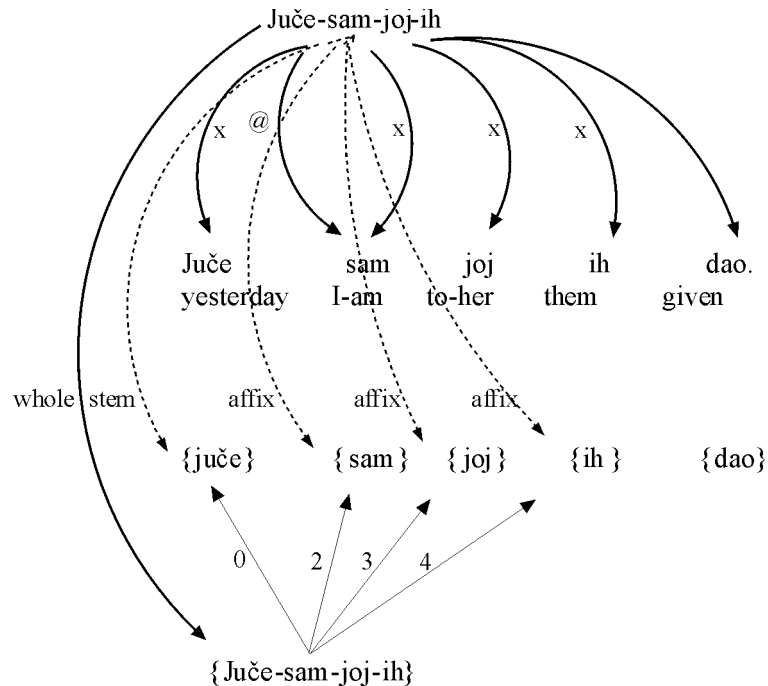 Juče-sam-joj-ih
x @ x x x
Juče sam joj ih dao.
yesterday I-am to-her them given
whole stem affix affix affix
{juče} {sam} {joj} {ih } {dao}
0 2 3 4
{Juče-sam-joj-ih}